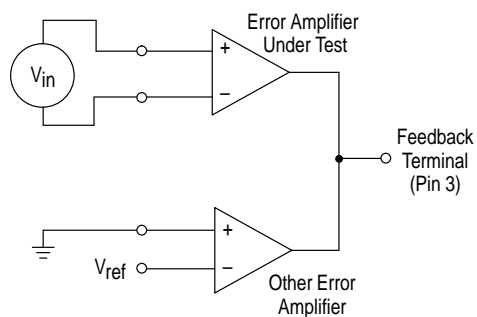 Error Amplifier
Under Test
+
Vin
−
Feedback
Terminal
(Pin 3)
+
Vref
−
Other Error
Amplifier